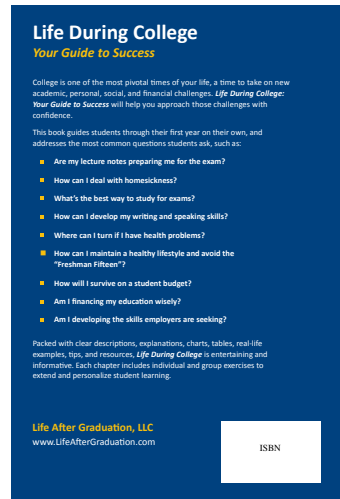 Life During College
Your Guide to Success
College is one of the most pivotal times of your life, a time to take on new
academic, personal, social, and financial challenges. Life During College:
Your Guide to Success will help you approach those challenges with
confidence.
This book guides students through their first year on their own, and
addresses the most common questions students ask, such as:
Are my lecture notes preparing me for the exam?
How can I deal with homesickness?
What's the best way to study for exams?
How can I develop my writing and speaking skills?
Where can I turn if I have health problems?
How can I maintain a healthy lifestyle and avoid the
"Freshman Fifteen"?
How will I survive on a student budget?
Am I financing my education wisely?
Am I developing the skills employers are seeking?
Packed with clear descriptions, explanations, charts, tables, real-life
examples, tips, and resources, Life During College is entertaining and
informative. Each chapter includes individual and group exercises to
extend and personalize student learning.
Life After Graduation, LLC
www.LifeAfterGraduation.com
ISBN